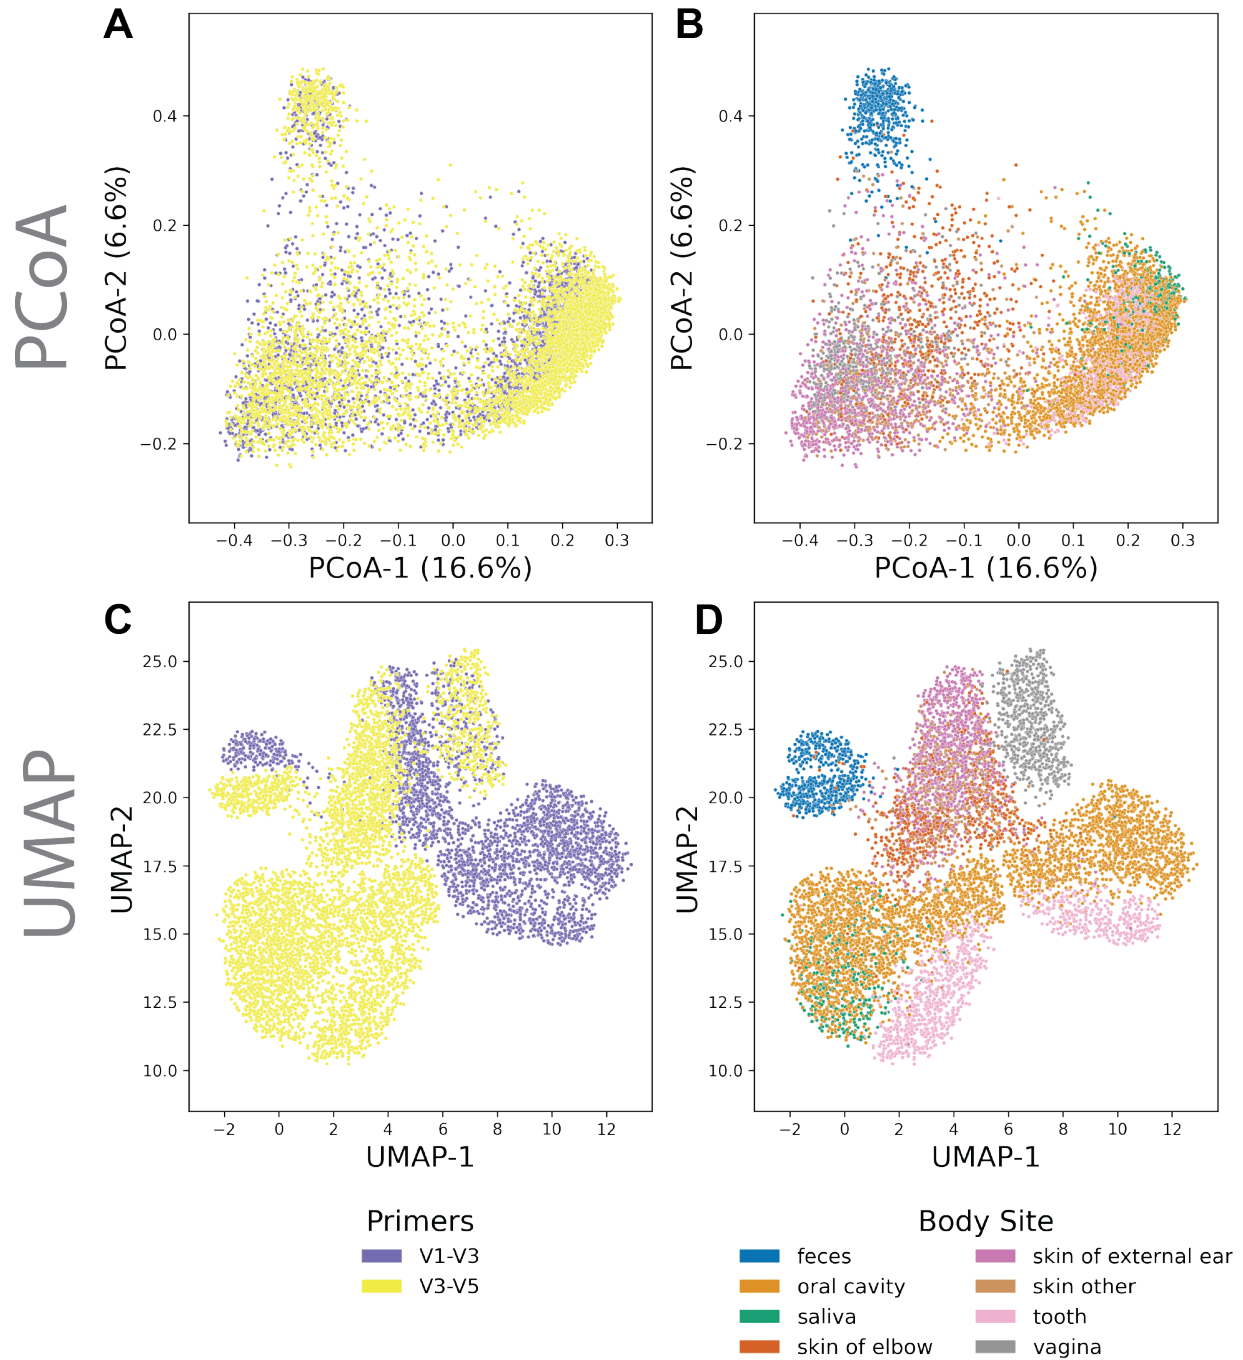 A
B
PCoA
PCoA-2 (6.6%)
0.4
0.2
0.0
−0.2
−0.4 −0.3 −0.2 −0.1 0.0 0.1 0.2 0.3
PCoA-1 (16.6%)
PCoA-2 (6.6%)
0.4
0.2
0.0
−0.2
−0.4 −0.3 −0.2 −0.1 0.0 0.1 0.2 0.3
PCoA-1 (16.6%)
C
D
UMAP
UMAP-2
25.0
22.5
20.0
17.5
15.0
12.5
10.0
−2 0 2 4 6 8 10 12
UMAP-1
UMAP-2
25.0
22.5
20.0
17.5
15.0
12.5
10.0
−2 0 2 4 6 8 10 12
UMAP-1
Primers
V1-V3
V3-V5
Body Site
feces
oral cavity
saliva
skin of elbow
skin of external ear
skin other
tooth
vagina